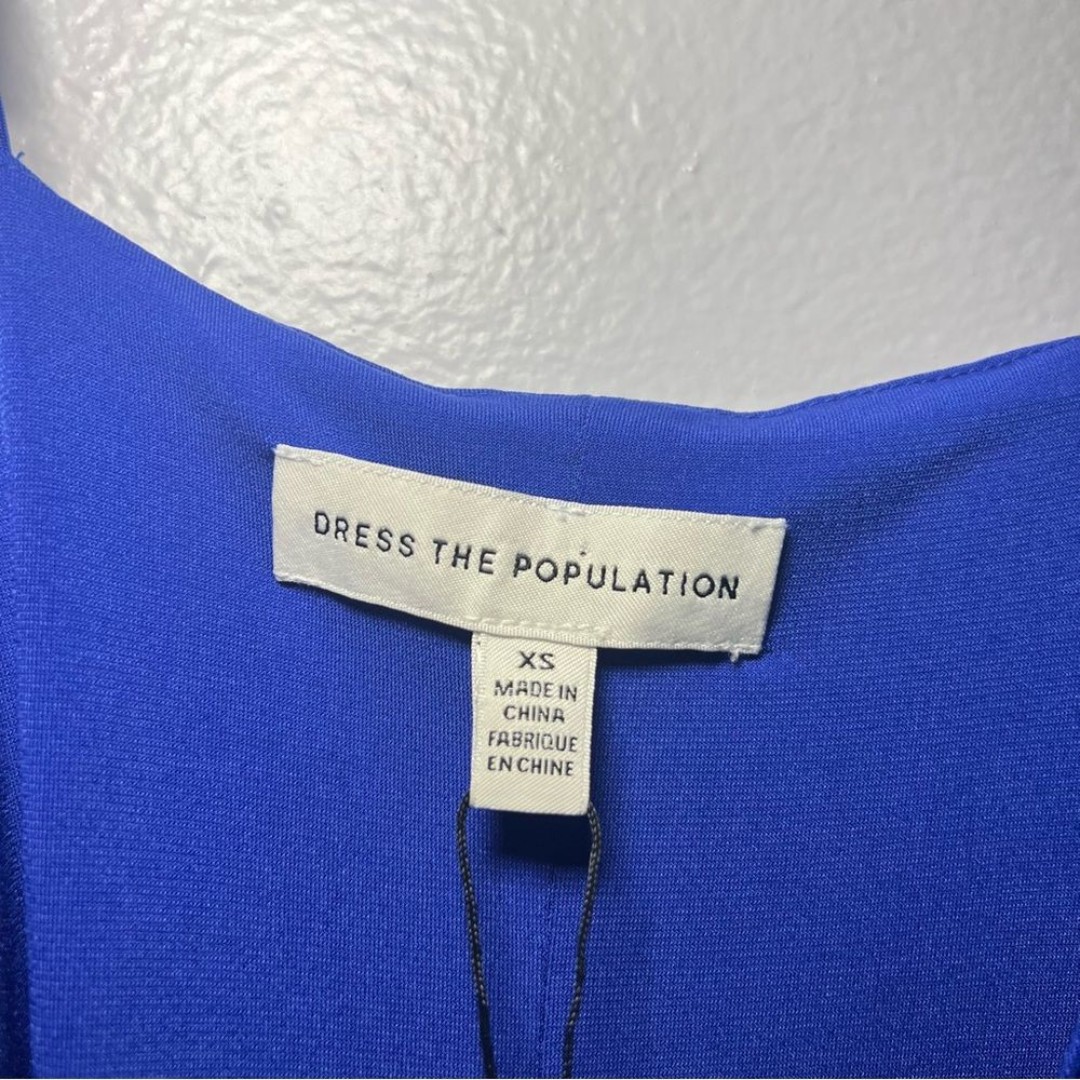 DRESS THE POPULATION
XS
MADE IN
CHINA
FABRIQUE
EN CHINE